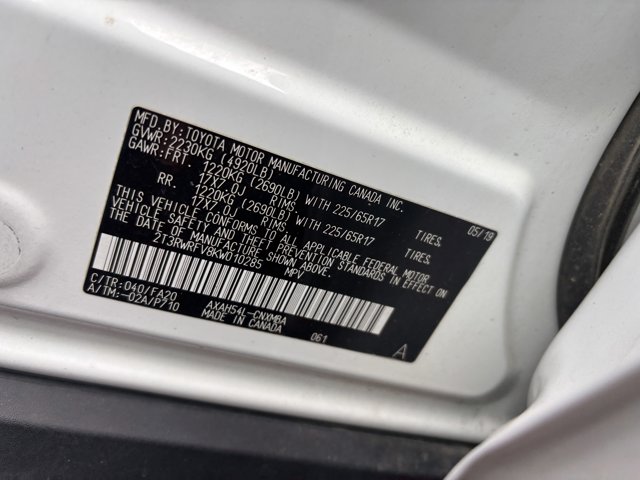 MFD BY:TOYOTA MOTOR MANUFACTURING CANADA INC.
GVWR:2230KG (4920LB) 05/19
GAWR:FRT 1220KG (2690LB) WITH 225/65R17 TIRES,
17X7.0J RIMS
RR. 1220KG (2690LB) WITH 225/65R17 TIRES,
17X7.0J RIMS
THIS VEHICLE CONFORMS TO ALL APPLICABLE FEDERAL MOTOR
VEHICLE SAFETY AND THEFT PREVENTION STANDARDS IN EFFECT ON
THE DATE OF MANUFACTURE SHOWN ABOVE.
2T3RWRFV6KW010285 MPV
C/TR:040/FA20 AXAH54L-CNXMBA
A/TM:-02A/P710 MADE IN CANADA 061 A